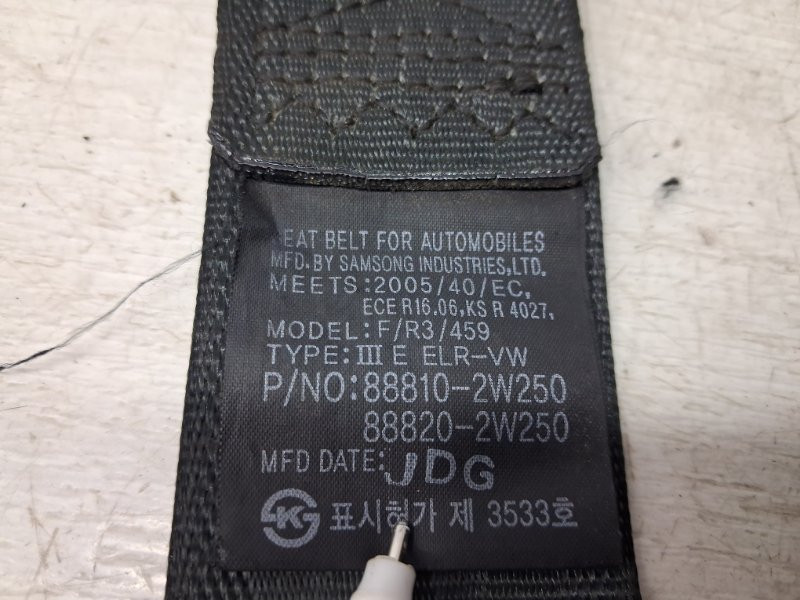 SEAT BELT FOR AUTOMOBILES
MFD. BY SAMSONG INDUSTRIES, LTD.
MEETS:2005/40/EC,
ECE R16.06, KS R 4027,
MODEL: F/R3/459
TYPE: III E ELR-VW
P/NO: 88810-2W250
88820-2W250
MFD DATE: JDG
표시허가 제 3533호